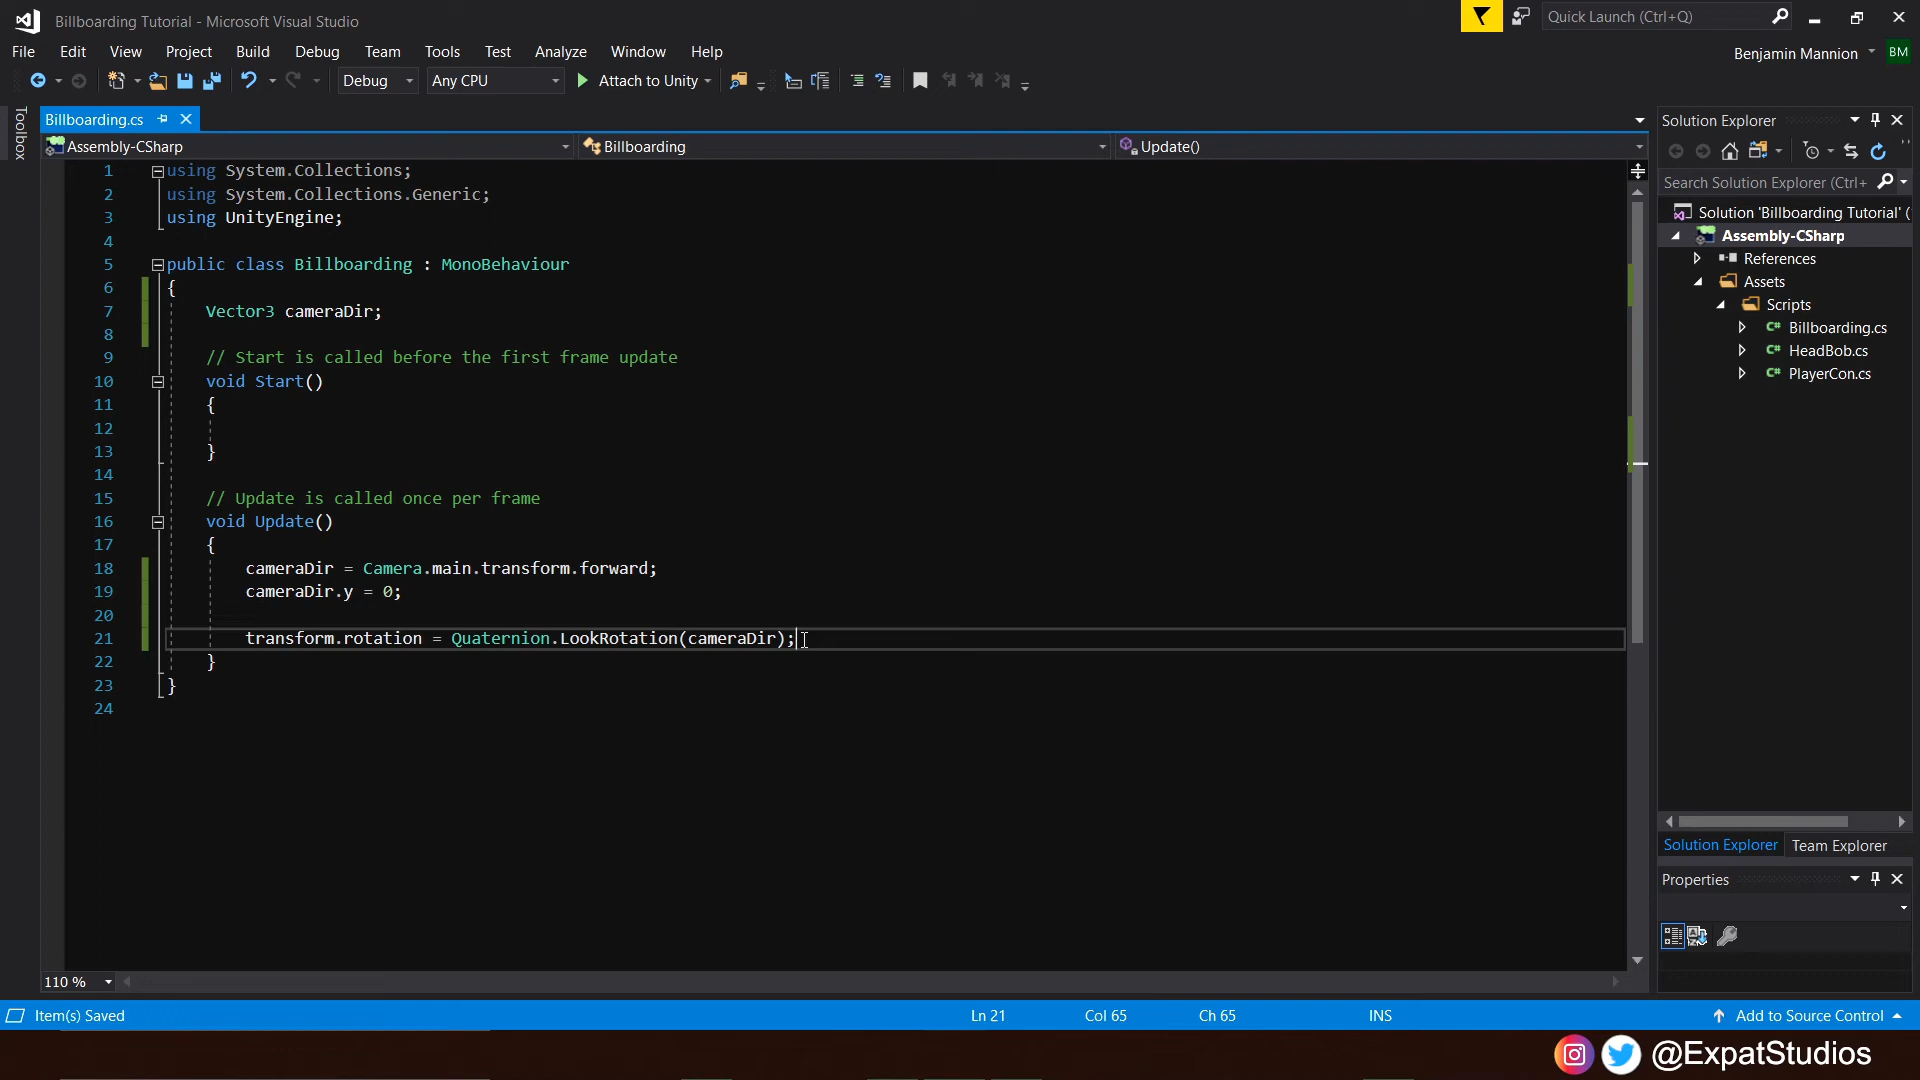 Billboarding Tutorial - Microsoft Visual Studio
Quick Launch (Ctrl+Q)
File Edit View Project Build Debug Team Tools Test Analyze Window Help
Benjamin Mannion BM
Debug Any CPU Attach to Unity
Toolbox
Billboarding.cs
Assembly-CSharp Billboarding Update()
1 using System.Collections;
2 using System.Collections.Generic;
3 using UnityEngine;
4
5 public class Billboarding : MonoBehaviour
6 {
7 Vector3 cameraDir;
8
9 // Start is called before the first frame update
10 void Start()
11 {
12
13 }
14
15 // Update is called once per frame
16 void Update()
17 {
18 cameraDir = Camera.main.transform.forward;
19 cameraDir.y = 0;
20
21 transform.rotation = Quaternion.LookRotation(cameraDir);
22 }
23 }
24
110 %
Solution Explorer
Search Solution Explorer (Ctrl+
Solution 'Billboarding Tutorial' (
Assembly-CSharp
References
Assets
Scripts
C# Billboarding.cs
C# HeadBob.cs
C# PlayerCon.cs
Solution Explorer Team Explorer
Properties
Item(s) Saved Ln 21 Col 65 Ch 65 INS Add to Source Control
@ExpatStudios